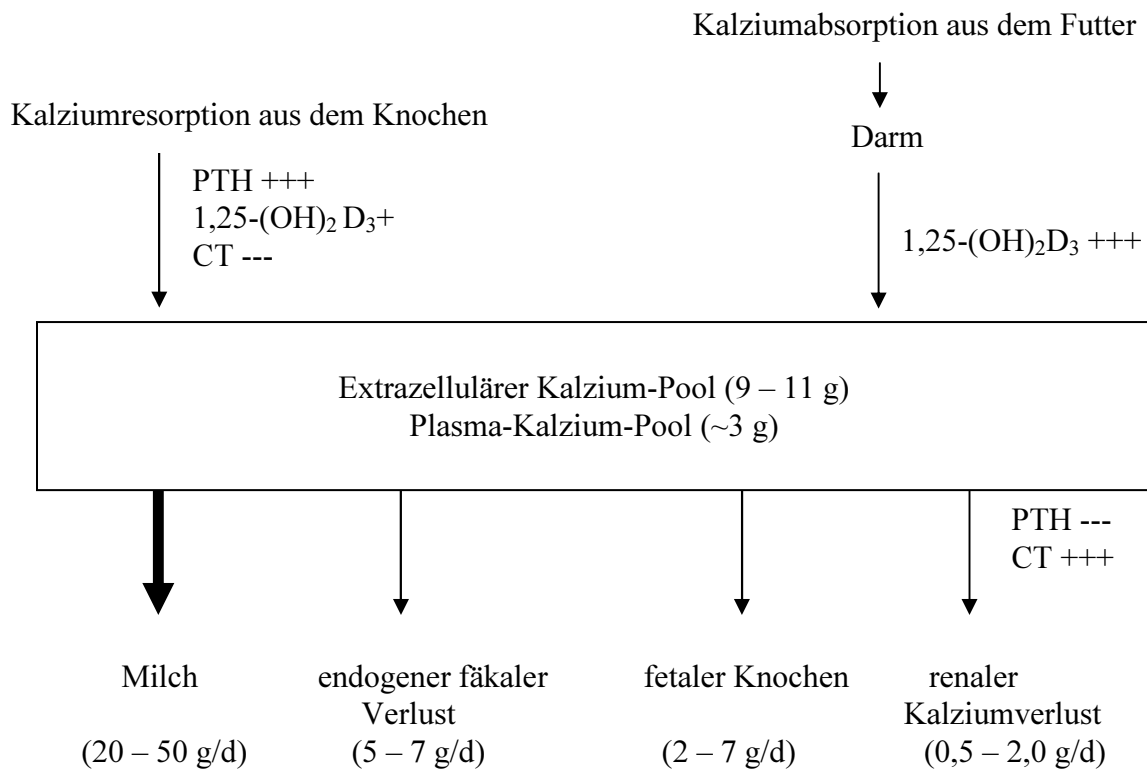 Kalziumabsorption aus dem Futter
Kalziumresorption aus dem Knochen
Darm
PTH +++
1,25-(OH)₂ D₃+
CT ---
1,25-(OH)₂D₃ +++
Extrazellulärer Kalzium-Pool (9 – 11 g)
Plasma-Kalzium-Pool (~3 g)
PTH ---
CT +++
Milch
(20 – 50 g/d)
endogener fäkaler
Verlust
(5 – 7 g/d)
fetaler Knochen
(2 – 7 g/d)
renaler
Kalziumverlust
(0,5 – 2,0 g/d)